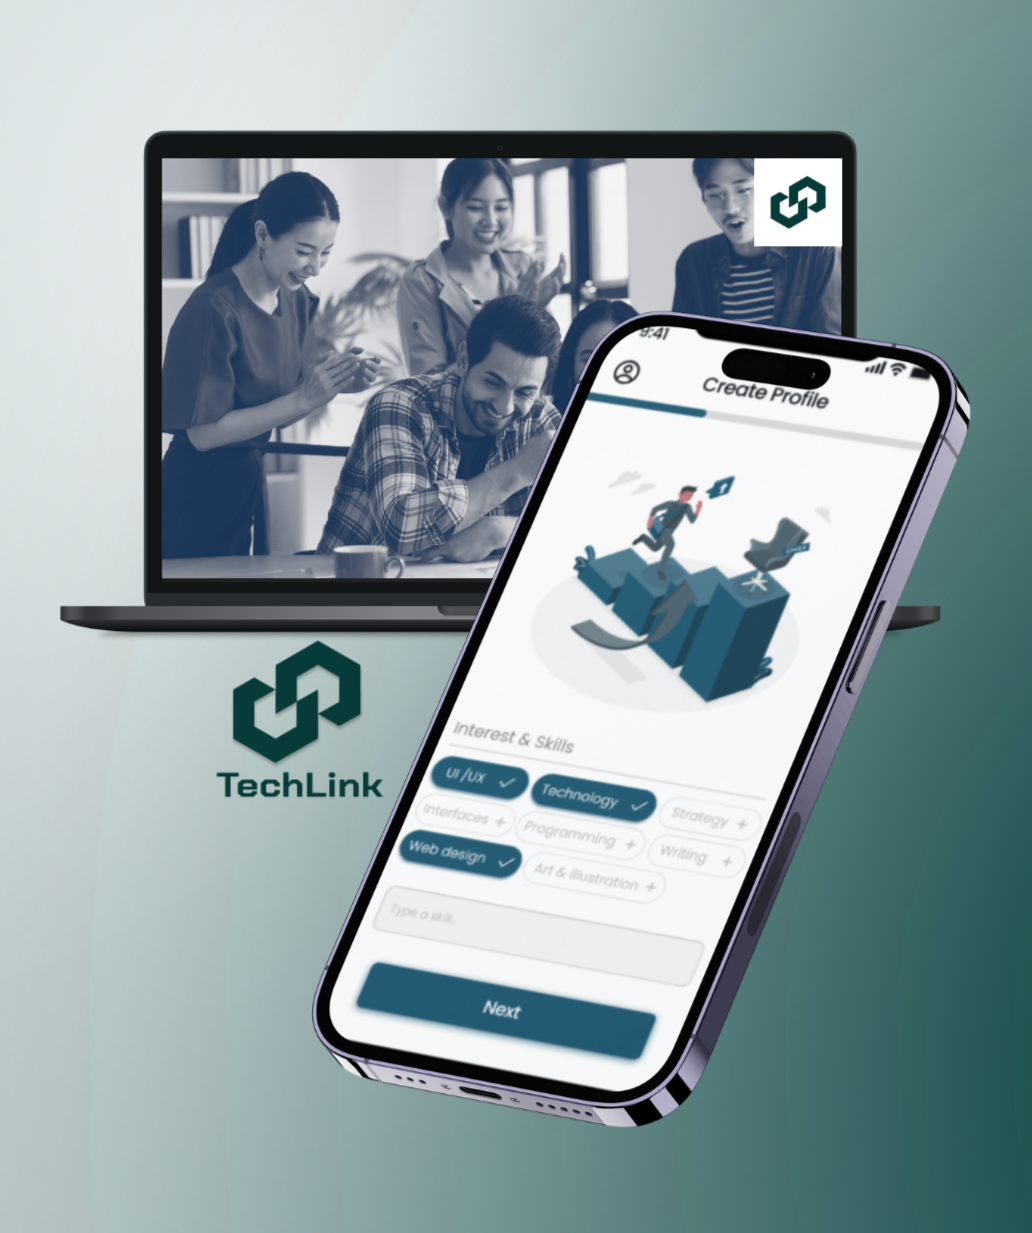 9:41
Create Profile
CHIEF
Interest & Skills
UI /UX
Technology
Strategy +
Interfaces +
Programming +
Writing +
Web design
Art & illustration +
Type a skill..
Next
TechLink